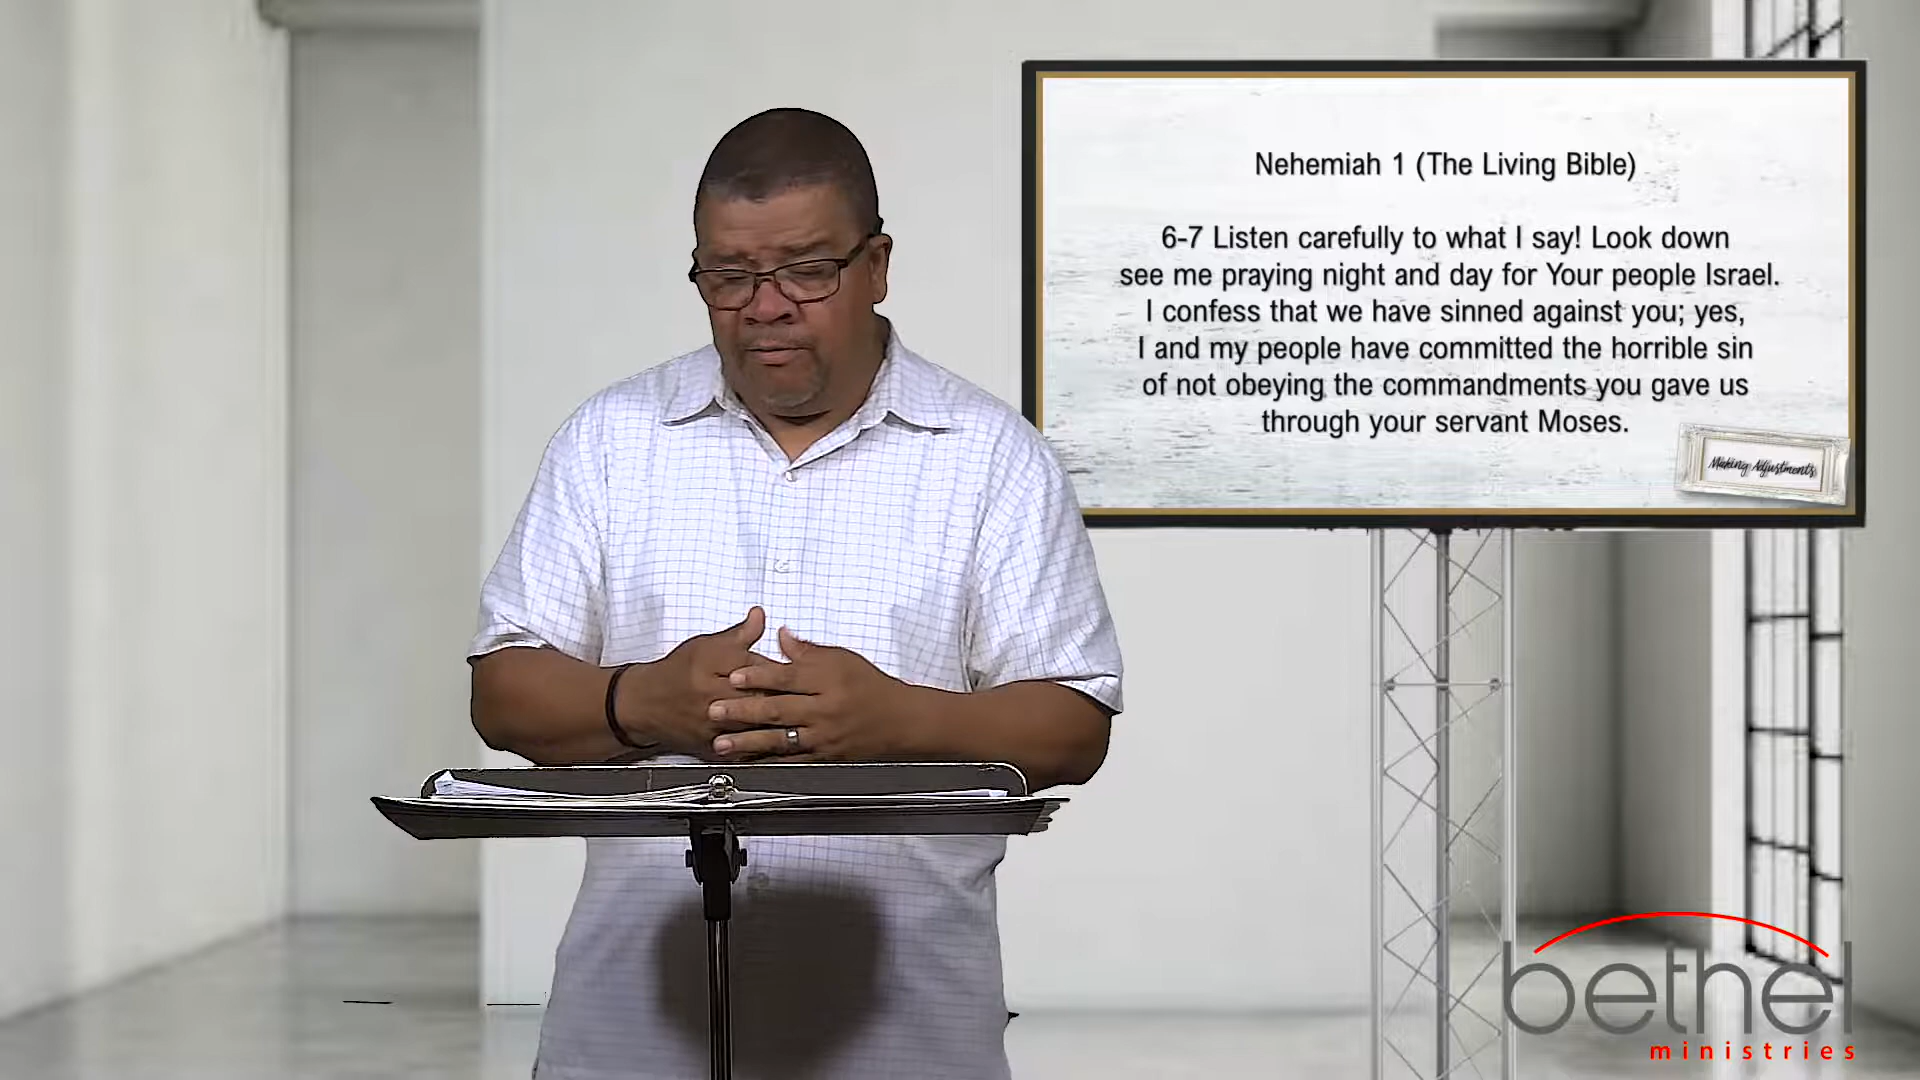 Nehemiah 1 (The Living Bible)
6-7 Listen carefully to what I say! Look down
see me praying night and day for Your people Israel.
I confess that we have sinned against you; yes,
I and my people have committed the horrible sin
of not obeying the commandments you gave us
through your servant Moses.
Making Adjustments
bethel
ministries